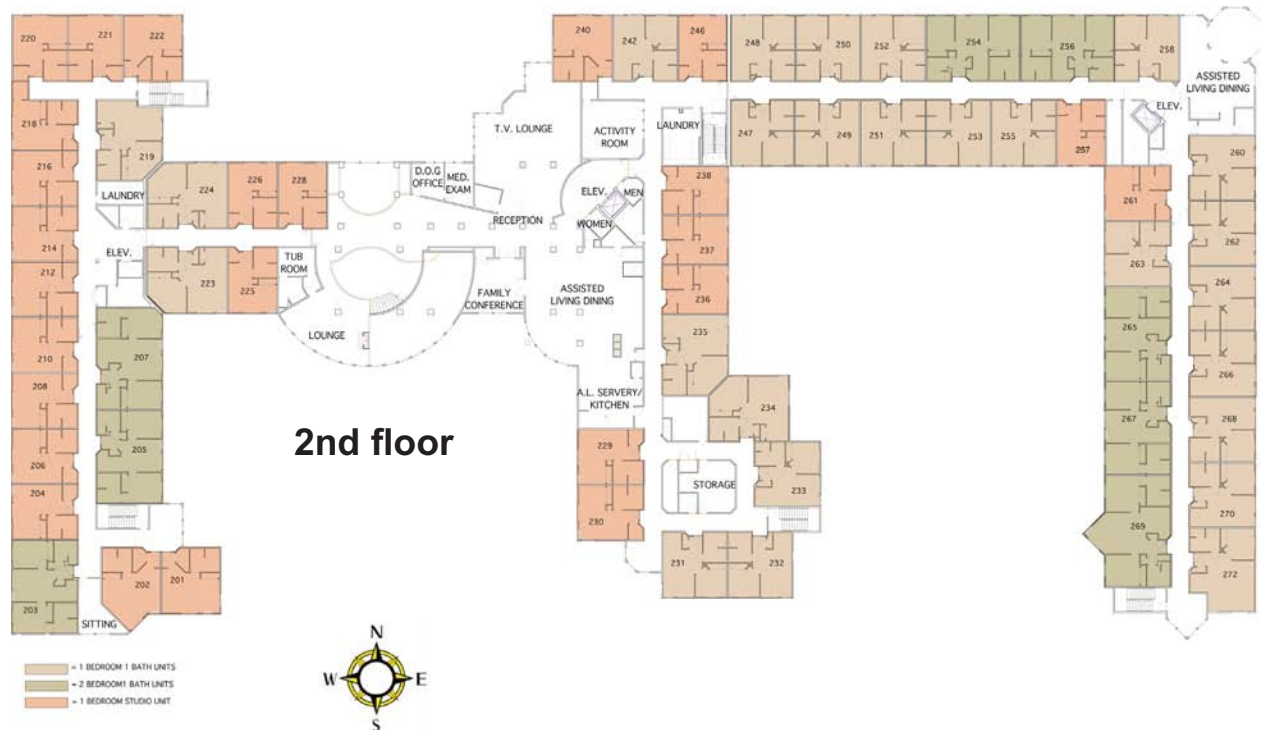 220
221
222
240
242
246
248
250
252
254
256
258
ASSISTED
LIVING DINING
ELEV.
218
219
T.V. LOUNGE
ACTIVITY
ROOM
LAUNDRY
247
249
251
253
255
257
260
216
LAUNDRY
224
226
228
D.O.G
OFFICE
MED.
EXAM
RECEPTION
ELEV.
MEN
WOMEN
238
261
214
212
ELEV.
223
225
TUB
ROOM
237
236
263
262
264
FAMILY
CONFERENCE
ASSISTED
LIVING DINING
LOUNGE
235
265
210
207
208
266
A.L. SERVERY/
KITCHEN
234
267
268
2nd floor
206
205
229
204
STORAGE
233
230
269
270
231
232
272
203
202
201
SITTING
N
W
E
S
= 1 BEDROOM 1 BATH UNITS
= 2 BEDROOM1 BATH UNITS
= 1 BEDROOM STUDIO UNIT